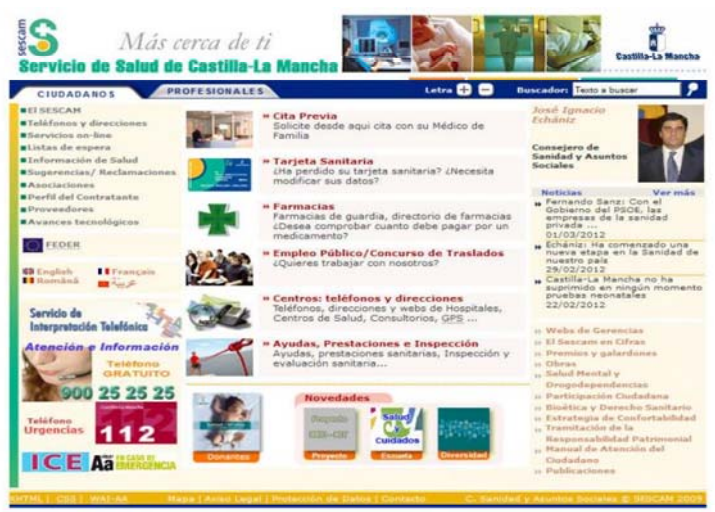 sescam
Más cerca de ti
Servicio de Salud de Castilla-La Mancha
Castilla-La Mancha
CIUDADANOS
PROFESIONALES
Letra + −
Buscador: Texto a buscar
El SESCAM
Teléfonos y direcciones
Servicios on-line
Listas de espera
Información de Salud
Sugerencias/ Reclamaciones
Asociaciones
Perfil del Contratante
Proveedores
Avances tecnológicos
FEDER
English
Français
Română
عربية
Servicio de
Interpretación Telefónica
Atención e Información
Teléfono
GRATUITO
900 25 25 25
Teléfono
Urgencias
112
ICE Aa EN CASO DE
EMERGENCIA
» Cita Previa
Solicite desde aqui cita con su Médico de
Familia
» Tarjeta Sanitaria
¿Ha perdido su tarjeta sanitaria? ¿Necesita
modificar sus datos?
» Farmacias
Farmacias de guardia, directorio de farmacias
¿Desea comprobar cuanto debe pagar por un
medicamento?
» Empleo Público/Concurso de Traslados
¿Quieres trabajar con nosotros?
» Centros: teléfonos y direcciones
Teléfonos, direcciones y webs de Hospitales,
Centros de Salud, Consultorios, GPS ...
» Ayudas, Prestaciones e Inspección
Ayudas, prestaciones sanitarias, Inspección y
evaluación sanitaria...
Donantes
Novedades
Proyecto
Proyecto
Salud
Cuidados
Escuela
Diversidad
José Ignacio
Echániz
Consejero de
Sanidad y Asuntos
Sociales
Noticias
Ver más
» Fernando Sanz: Con el
Gobierno del PSOE, las
empresas de la sanidad
privada ...
01/03/2012
» Echániz: Ha comenzado una
nueva etapa en la Sanidad de
nuestro país
29/02/2012
» Castilla-La Mancha no ha
suprimido en ningún momento
pruebas neonatales
22/02/2012
» Webs de Gerencias
» El Sescam en Cifras
» Premios y galardones
» Obras
» Salud Mental y
Drogodependencias
» Participación Ciudadana
» Bioética y Derecho Sanitario
» Estrategia de Confortabilidad
» Tramitación de la
Responsabilidad Patrimonial
» Manual de Atención del
Ciudadano
» Publicaciones
XHTML | CSS | WAI-AA
Mapa | Aviso Legal | Protección de Datos | Contacto
C. Sanidad y Asuntos Sociales © SESCAM 2009